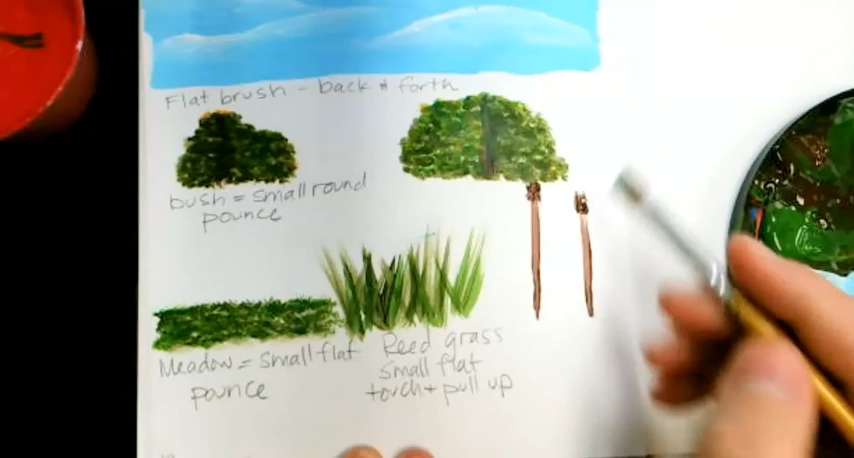 Flat brush - back & forth
bush = small round
pounce
Meadow = small flat
pounce
Reed grass
small flat
touch + pull up